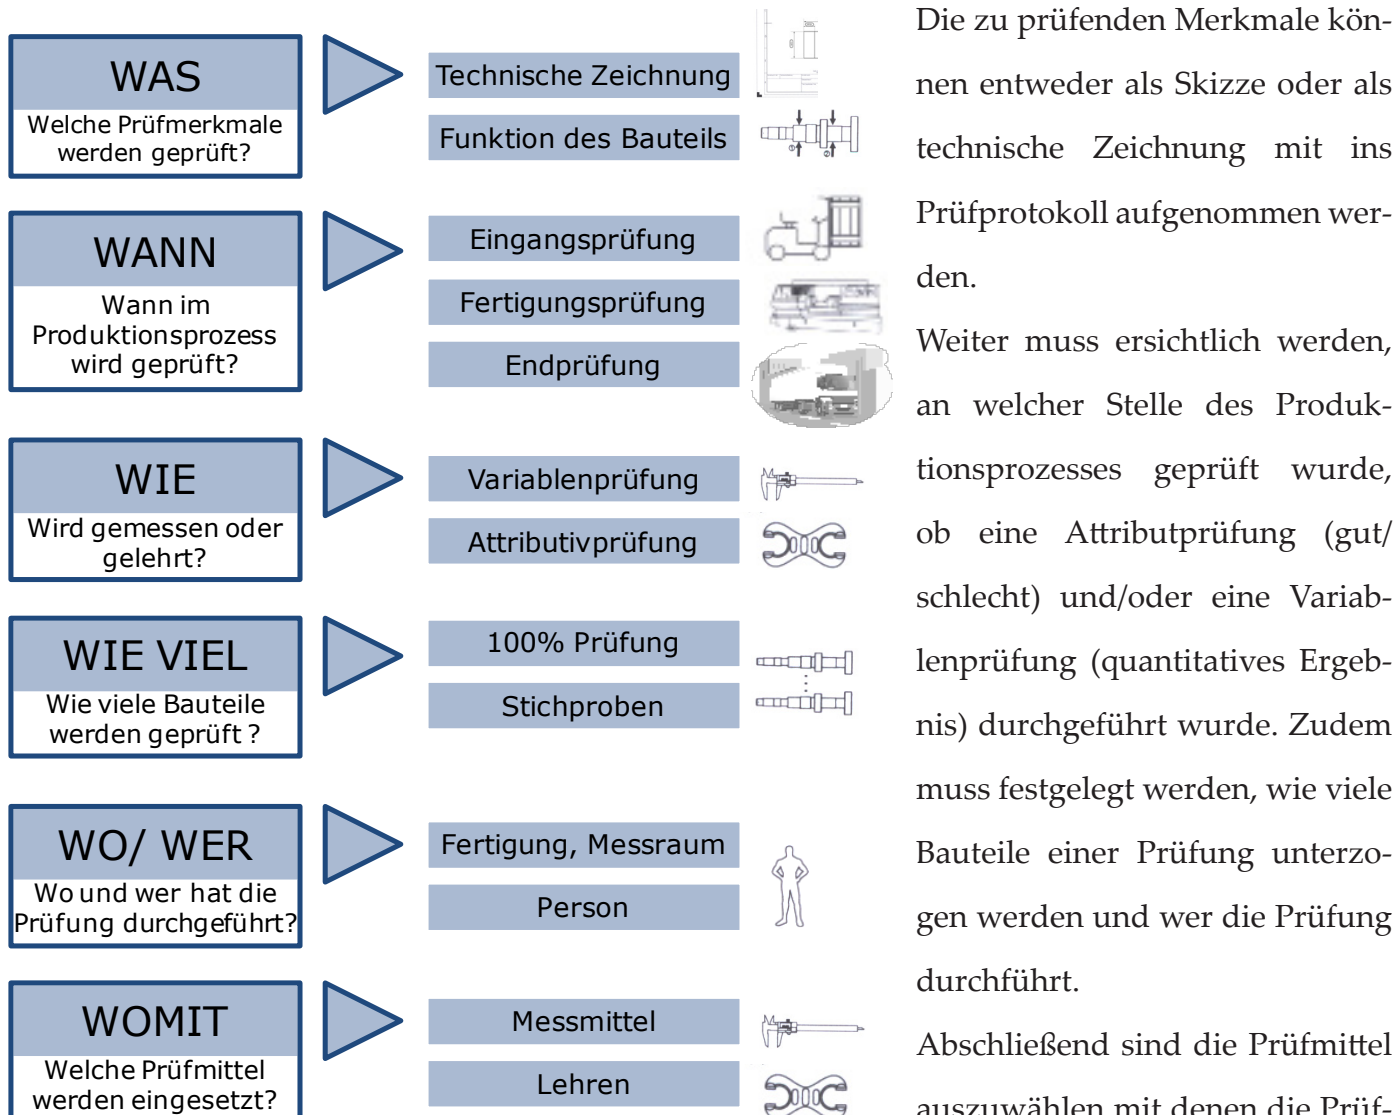 WAS
Welche Prüfmerkmale
werden geprüft?
Technische Zeichnung
Funktion des Bauteils
WANN
Wann im
Produktionsprozess
wird geprüft?
Eingangsprüfung
Fertigungsprüfung
Endprüfung
WIE
Wird gemessen oder
gelehrt?
Variablenprüfung
Attributivprüfung
WIE VIEL
Wie viele Bauteile
werden geprüft ?
100% Prüfung
Stichproben
WO/ WER
Wo und wer hat die
Prüfung durchgeführt?
Fertigung, Messraum
Person
WOMIT
Welche Prüfmittel
werden eingesetzt?
Messmittel
Lehren
Die zu prüfenden Merkmale kön-
nen entweder als Skizze oder als
technische Zeichnung mit ins
Prüfprotokoll aufgenommen wer-
den.
Weiter muss ersichtlich werden,
an welcher Stelle des Produk-
tionsprozesses geprüft wurde,
ob eine Attributprüfung (gut/
schlecht) und/oder eine Variab-
lenprüfung (quantitatives Ergeb-
nis) durchgeführt wurde. Zudem
muss festgelegt werden, wie viele
Bauteile einer Prüfung unterzo-
gen werden und wer die Prüfung
durchführt.
Abschließend sind die Prüfmittel
auszuwählen mit denen die Prüf-